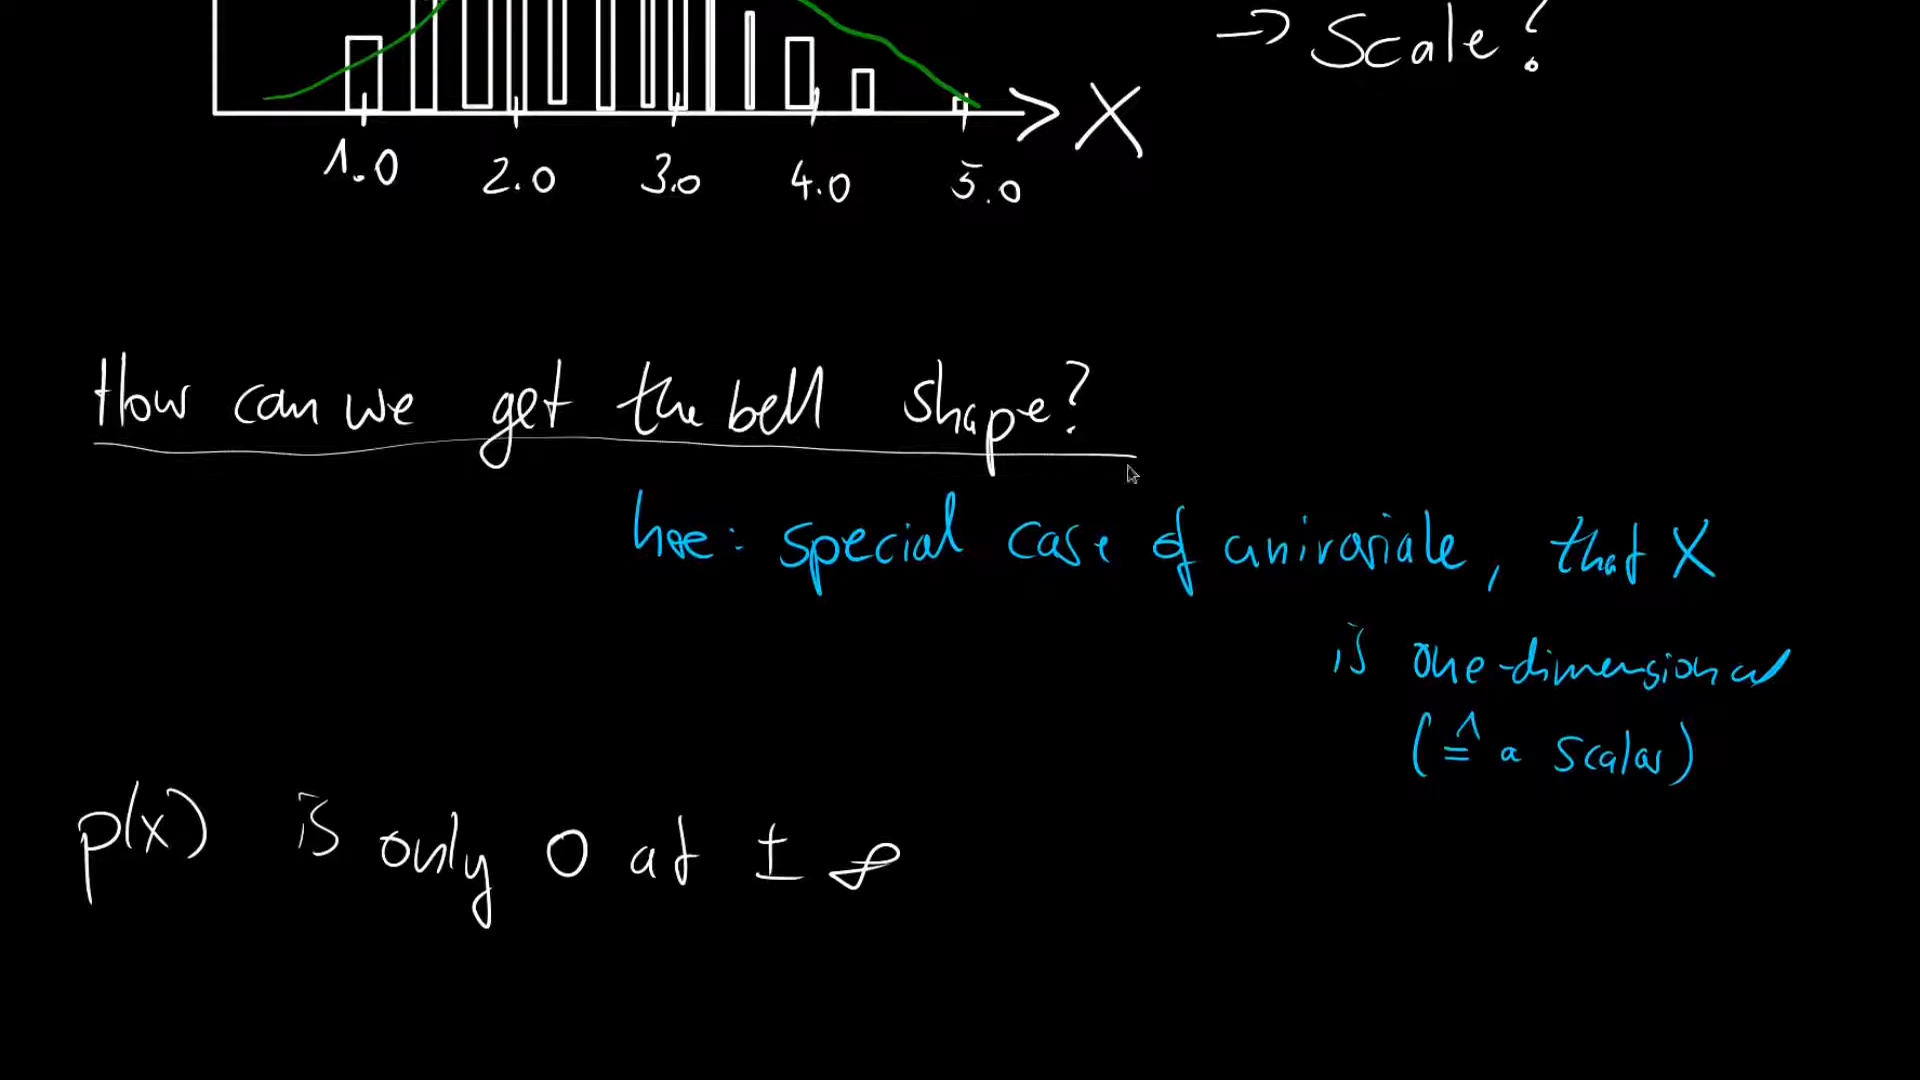 → Scale?
X
1.0 2.0 3.0 4.0 5.0
How can we get the bell shape?
here: special case of univariate, that X
is one-dimensional
(≙ a scalar)
p(x) is only 0 at ± ∞